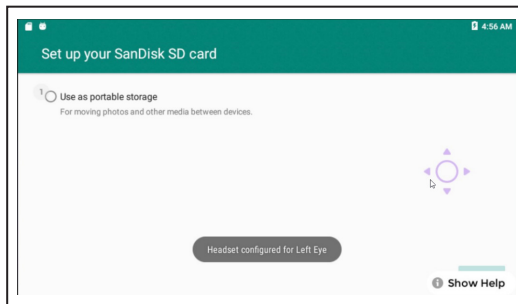 4:56 AM
Set up your SanDisk SD card
1
Use as portable storage
For moving photos and other media between devices.
Headset configured for Left Eye
Show Help